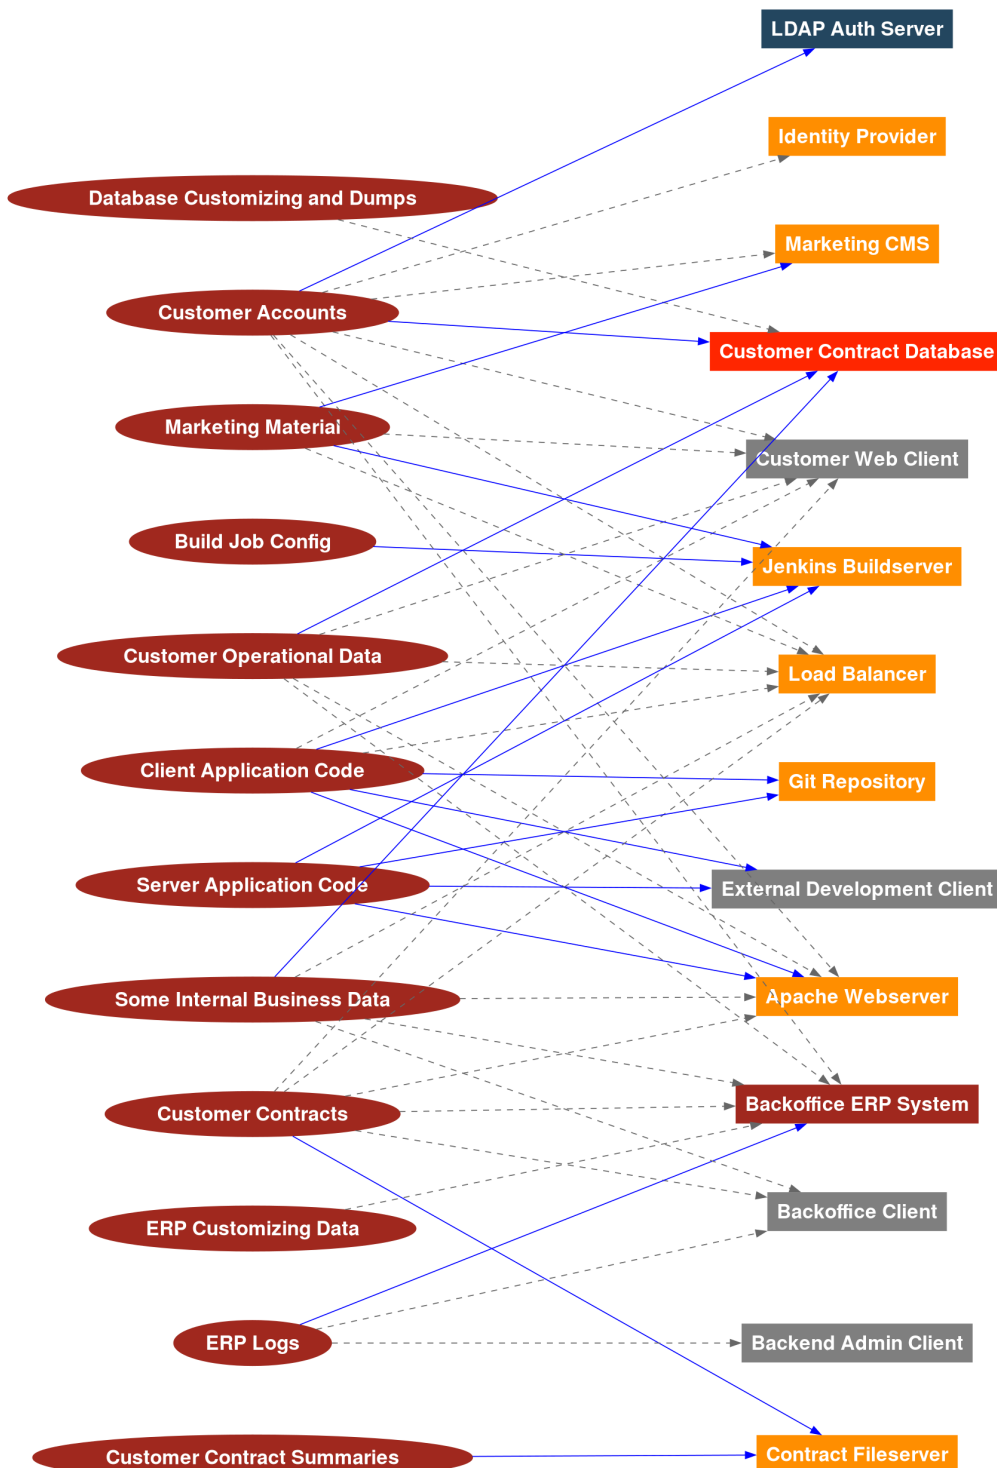 LDAP Auth Server
Identity Provider
Database Customizing and Dumps
Marketing CMS
Customer Accounts
Customer Contract Database
Marketing Material
Customer Web Client
Build Job Config
Jenkins Buildserver
Customer Operational Data
Load Balancer
Client Application Code
Git Repository
Server Application Code
External Development Client
Some Internal Business Data
Apache Webserver
Customer Contracts
Backoffice ERP System
ERP Customizing Data
Backoffice Client
ERP Logs
Backend Admin Client
Customer Contract Summaries
Contract Fileserver